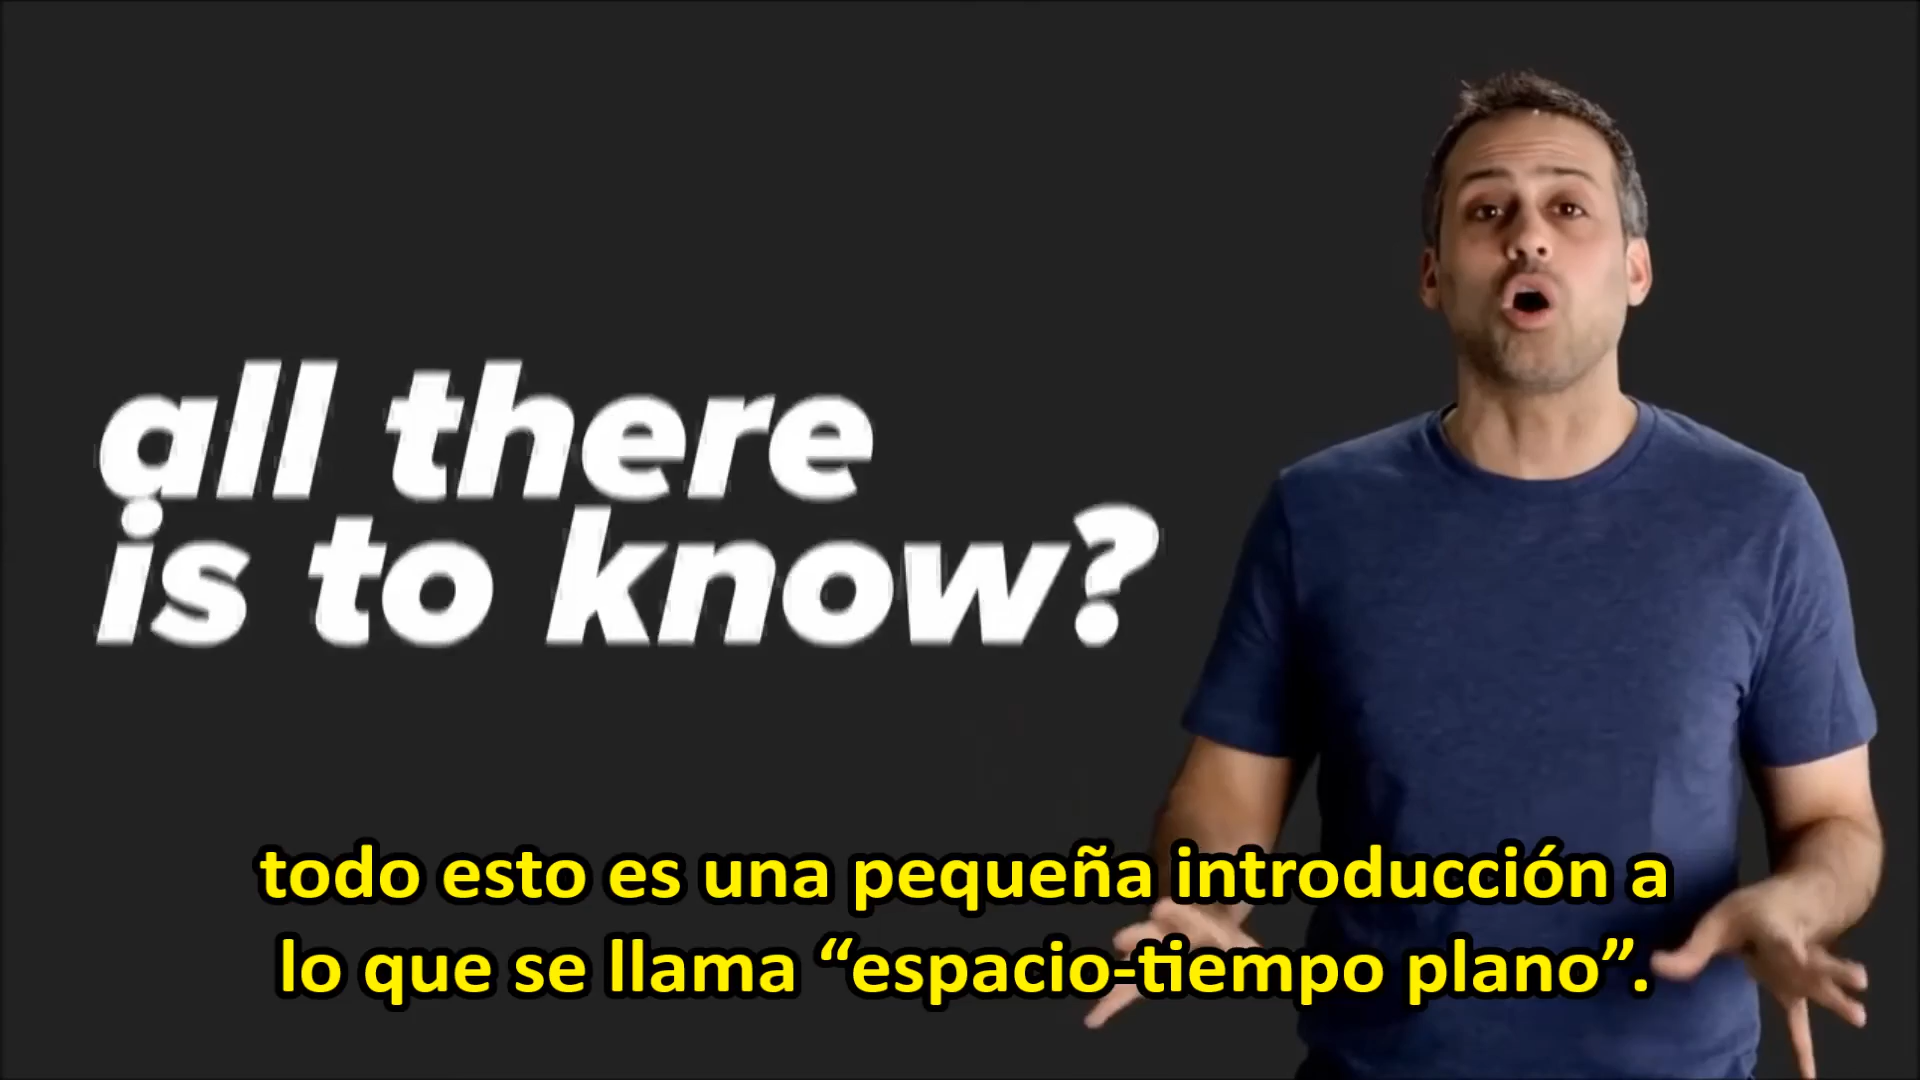 all there
is to know?
todo esto es una pequeña introducción a
lo que se llama “espacio-tiempo plano”.